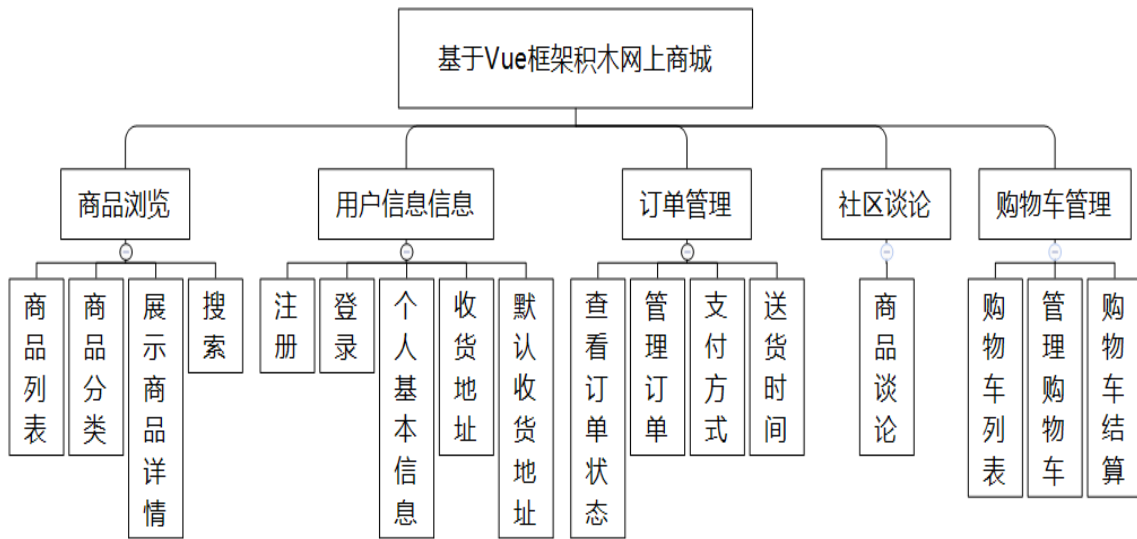 基于Vue框架积木网上商城
商品浏览
用户信息信息
订单管理
社区谈论
购物车管理
商品列表
商品分类
展示商品详情
搜索
注册
登录
个人基本信息
收货地址
默认收货地址
查看订单状态
管理订单
支付方式
送货时间
商品谈论
购物车列表
管理购物车
购物车结算